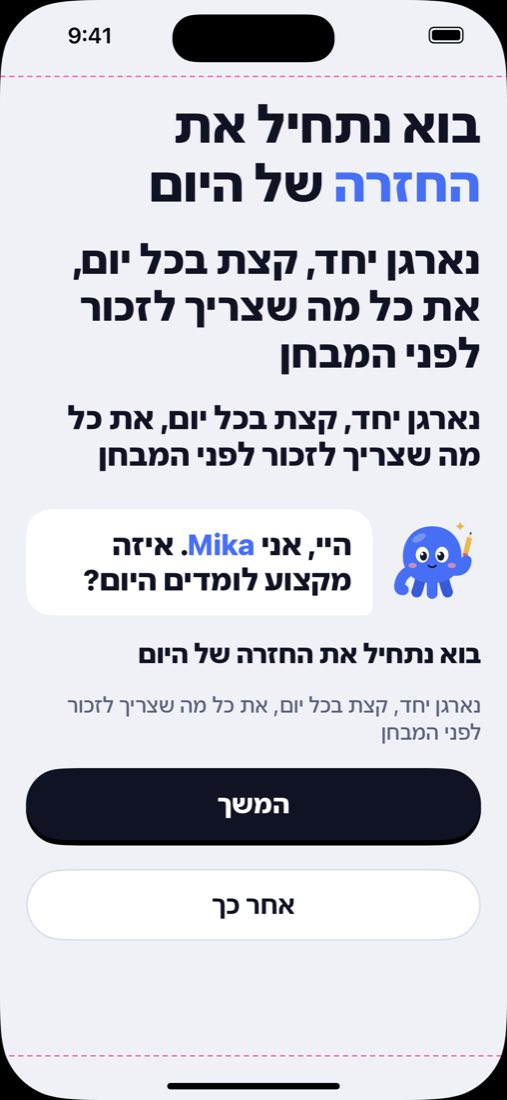 9:41
בוא נתחיל את
החזרה של היום
נארגן יחד, קצת בכל יום,
את כל מה שצריך לזכור
לפני המבחן
נארגן יחד, קצת בכל יום, את כל
מה שצריך לזכור לפני המבחן
היי, אני Mika. איזה
מקצוע לומדים היום?
בוא נתחיל את החזרה של היום
נארגן יחד, קצת בכל יום, את כל מה שצריך לזכור
לפני המבחן
המשך
אחר כך